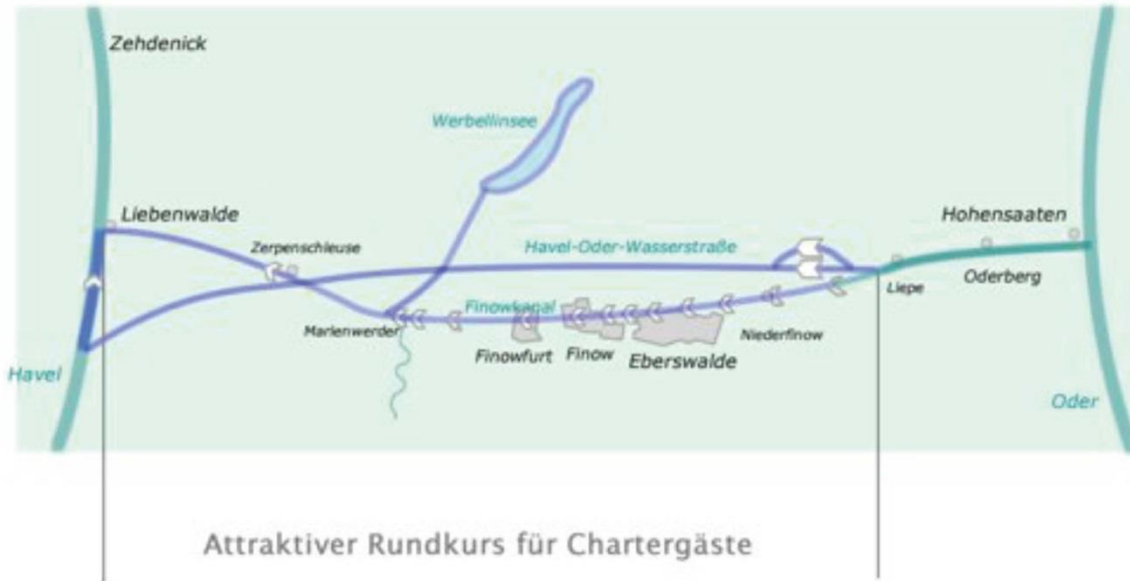 Zehdenick
Werbellinsee
Liebenwalde
Hohensaaten
Zerpenschleuse
Havel-Oder-Wasserstraße
Oderberg
Liepe
Finowkanal
Marienwerder
Niederfinow
Finowfurt
Finow
Eberswalde
Havel
Oder
Attraktiver Rundkurs für Chartergäste